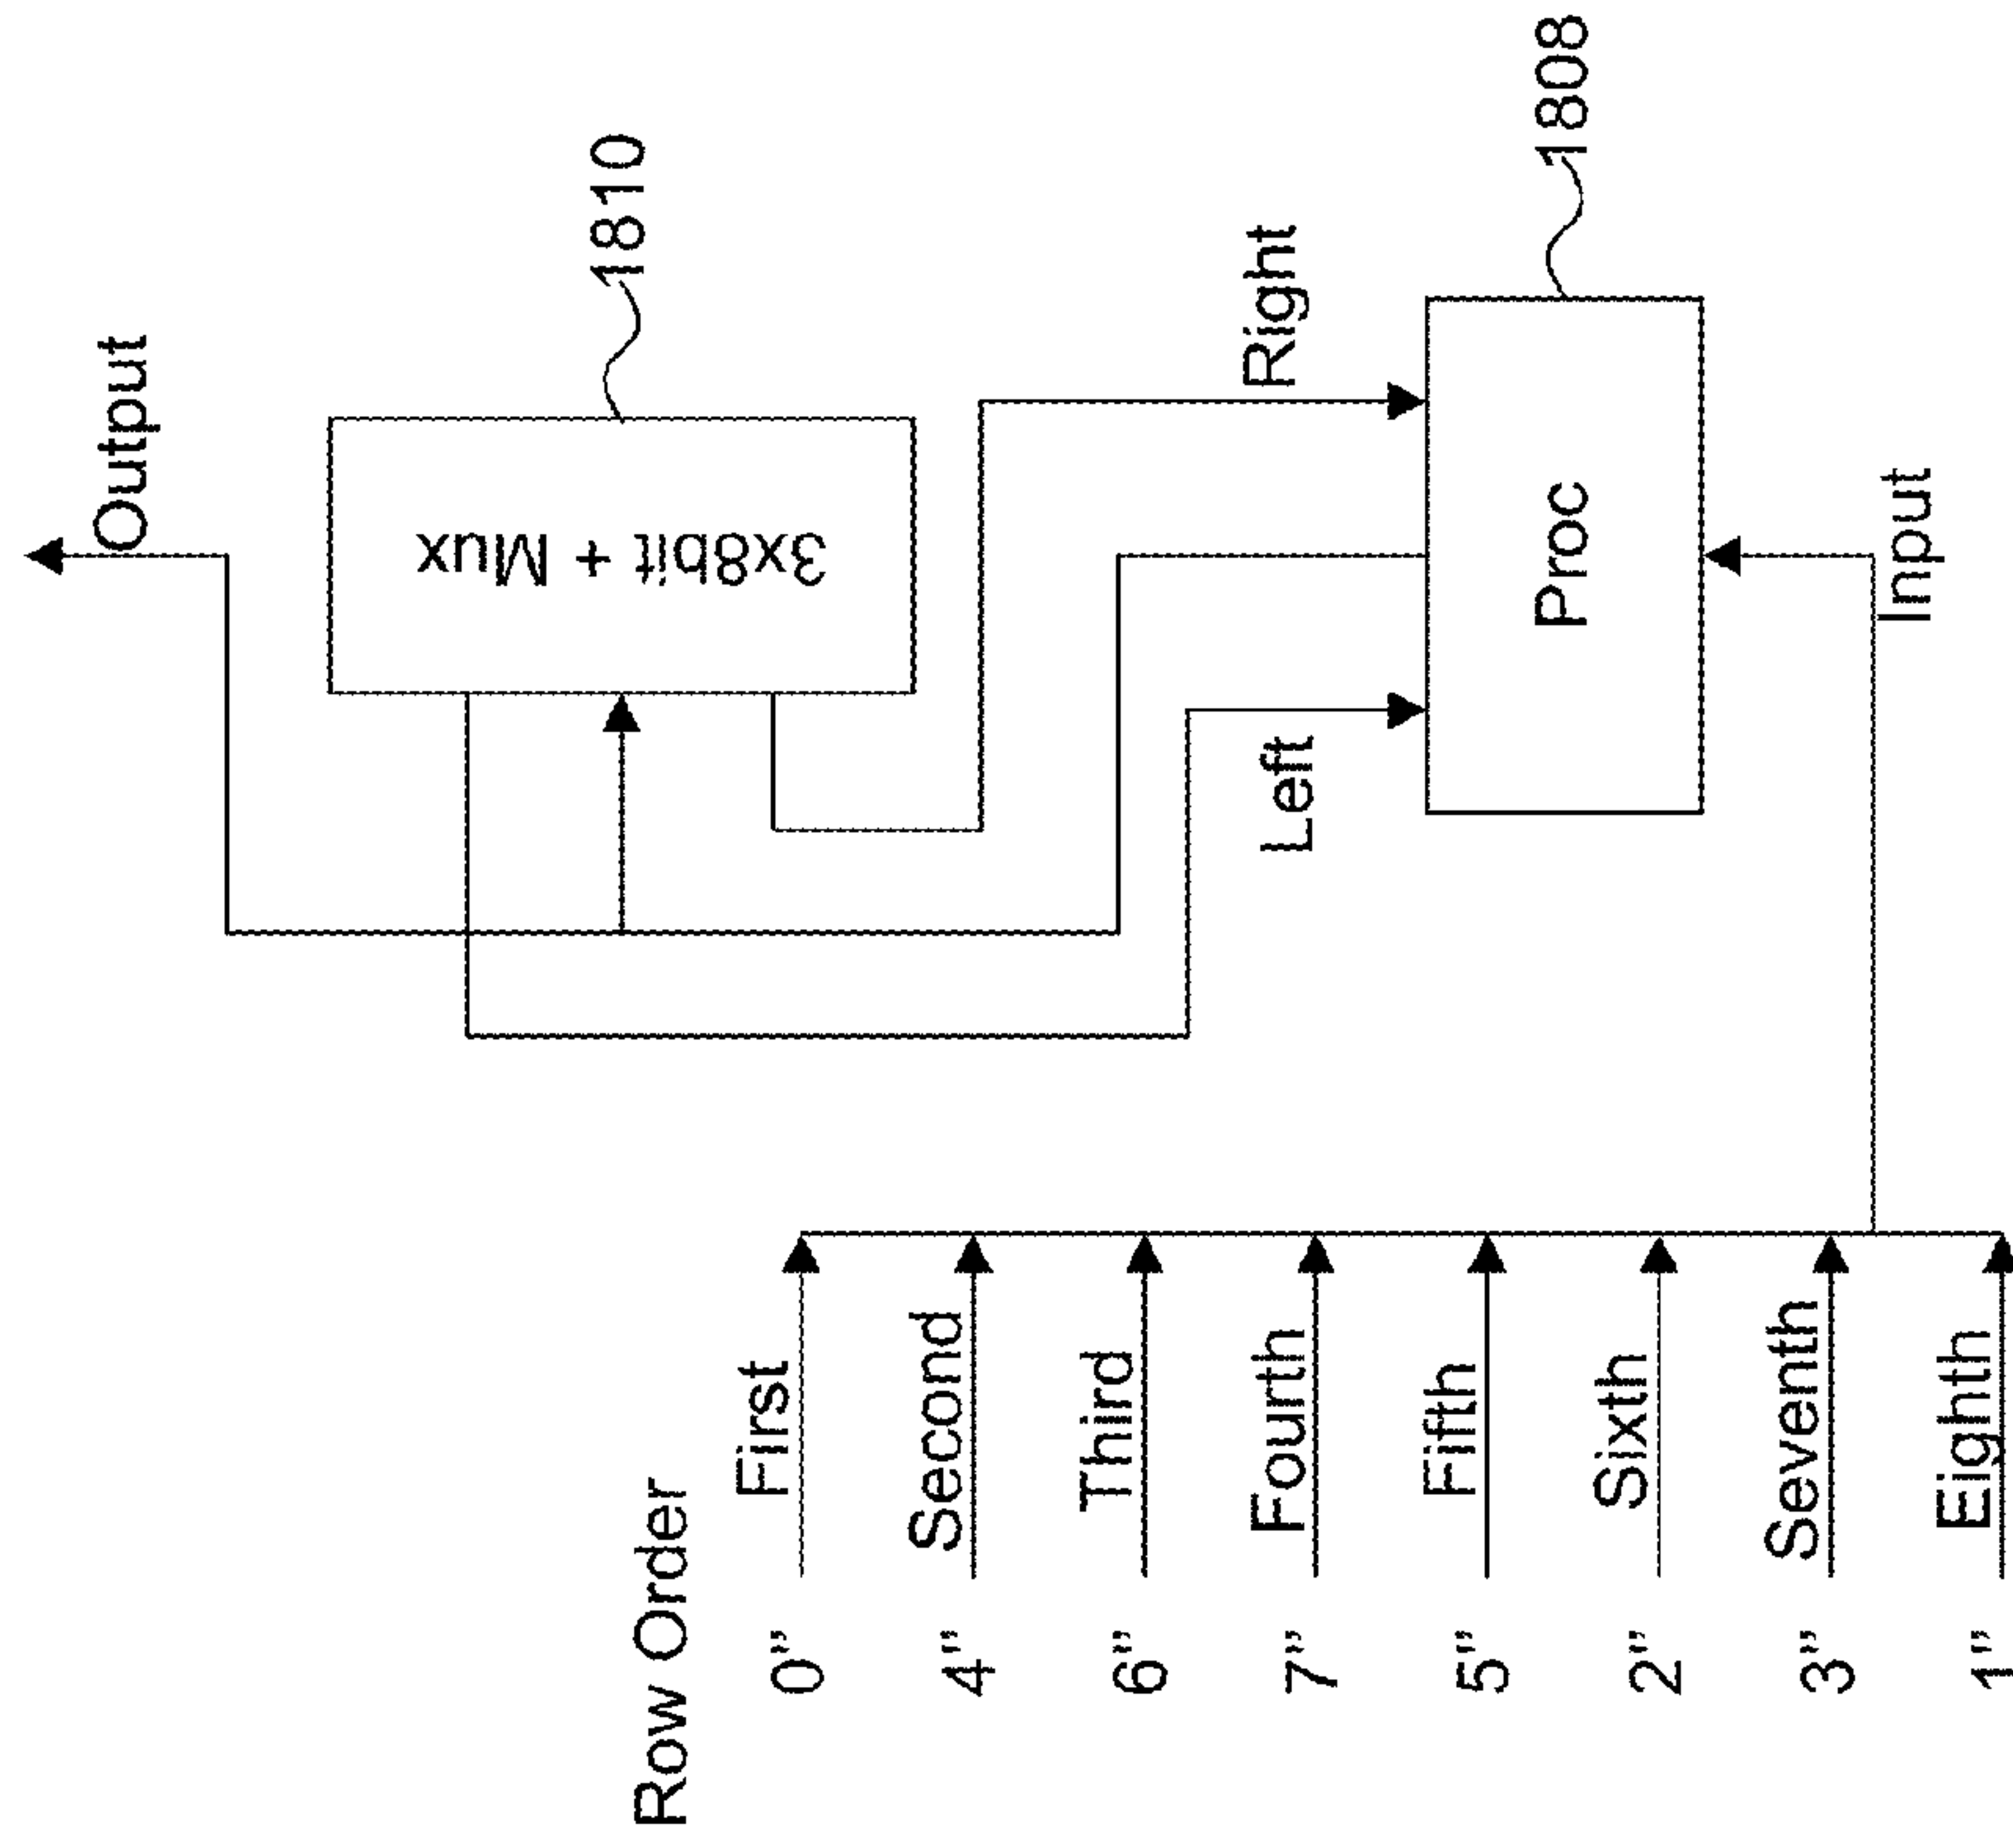 Row Order
0” First
4” Second
6” Third
7” Fourth
5” Fifth
2” Sixth
3” Seventh
1” Eighth
Output
3x8bit + Mux
1810
Left
Right
Proc
1808
Input